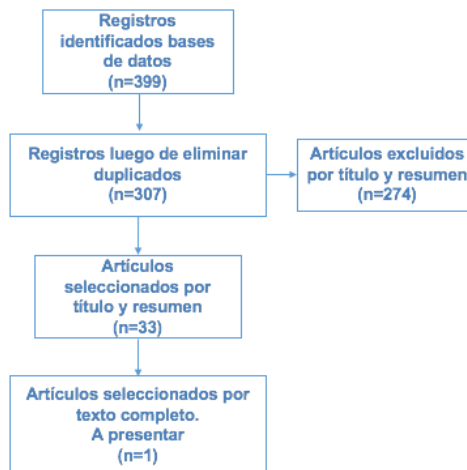 Registros
identificados bases
de datos
(n=399)
Registros luego de eliminar
duplicados
(n=307)
Artículos excluidos
por título y resumen
(n=274)
Artículos
seleccionados por
título y resumen
(n=33)
Artículos seleccionados por
texto completo.
A presentar
(n=1)